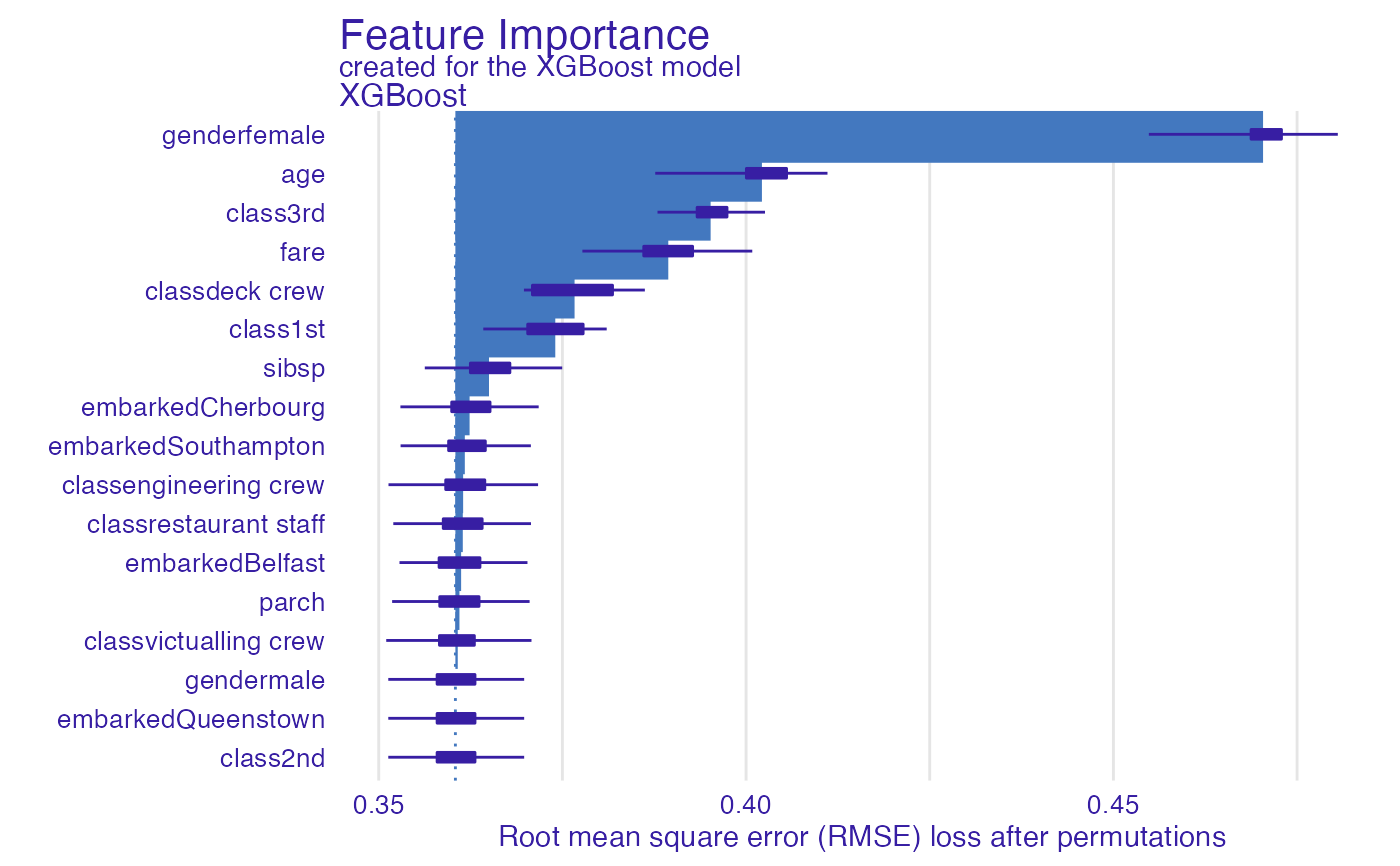 Feature Importance
created for the XGBoost model
XGBoost
genderfemale
age
class3rd
fare
classdeck crew
class1st
sibsp
embarkedCherbourg
embarkedSouthampton
classengineering crew
classrestaurant staff
embarkedBelfast
parch
classvictualling crew
gendermale
embarkedQueenstown
class2nd
0.35 0.40 0.45
Root mean square error (RMSE) loss after permutations